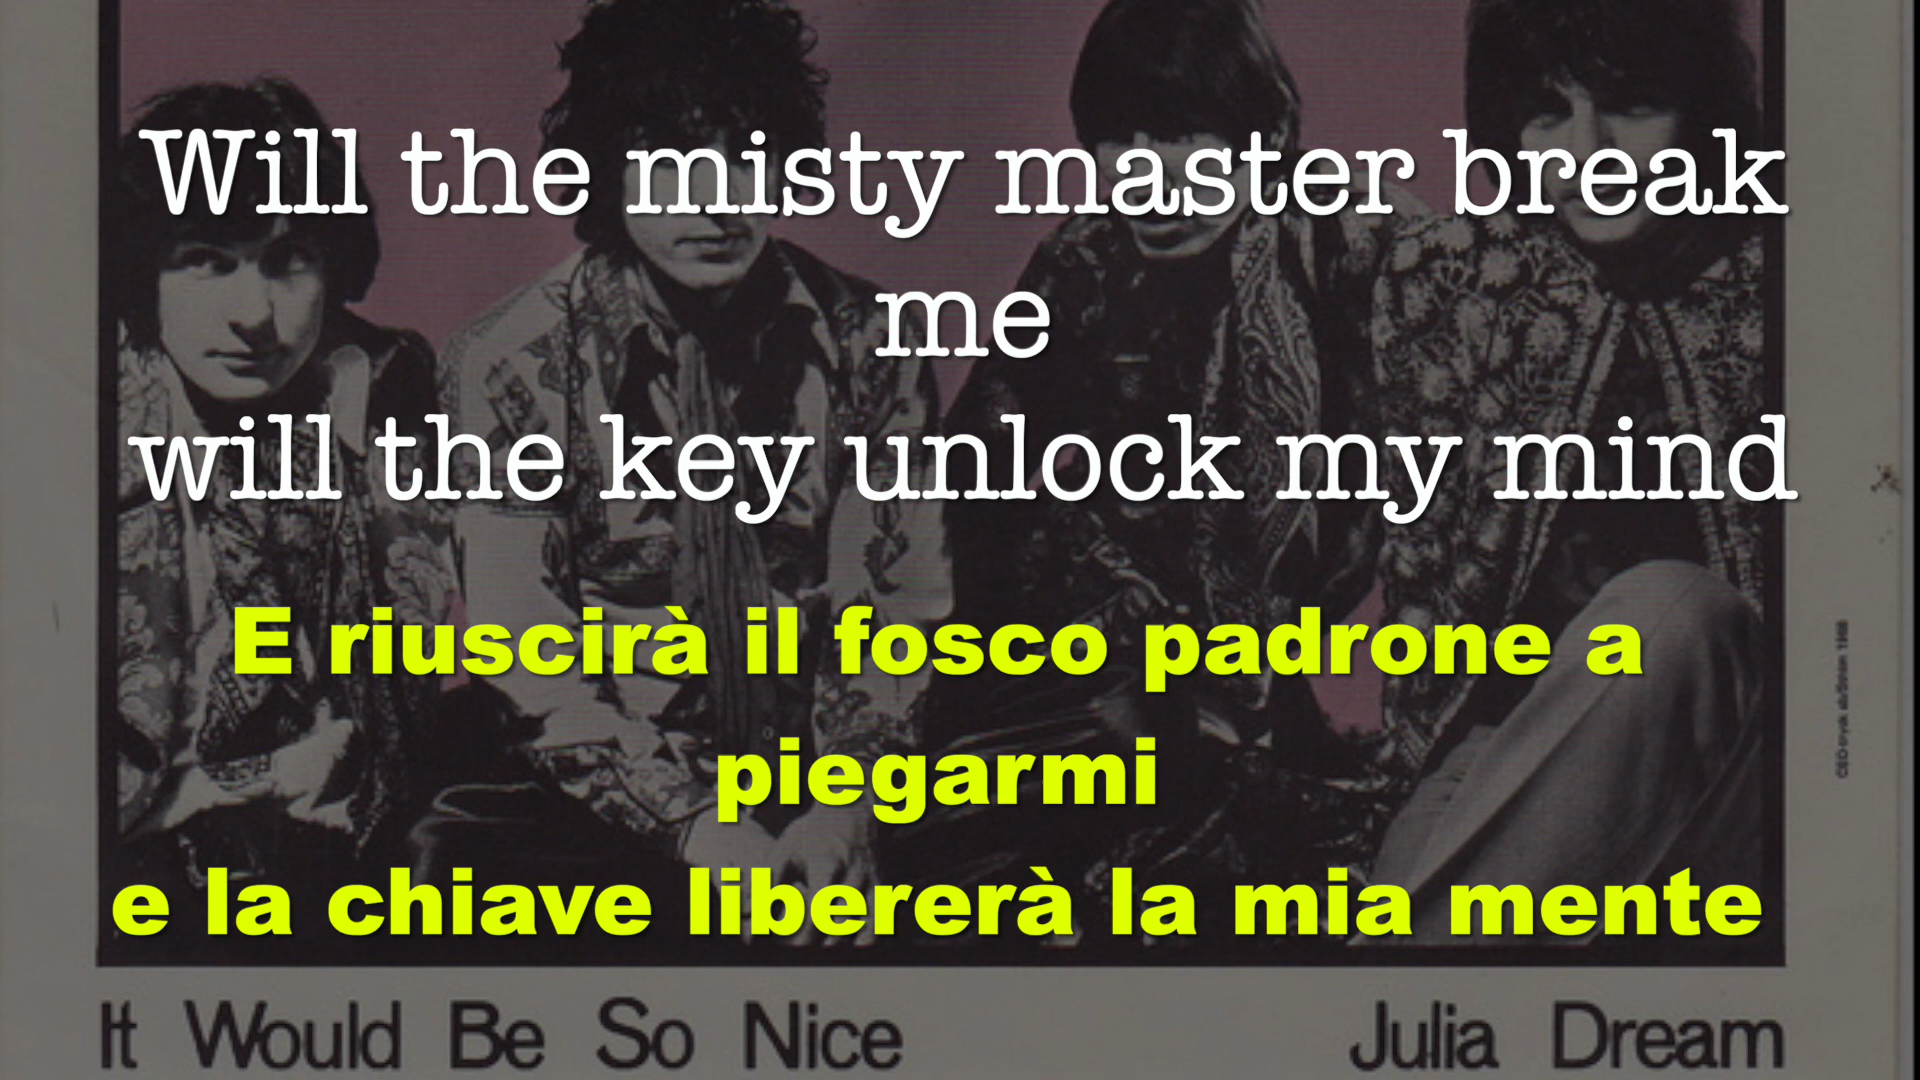 Will the misty master break
me
will the key unlock my mind
E riuscirà il fosco padrone a
piegarmi
e la chiave libererà la mia mente
It Would Be So Nice
Julia Dream